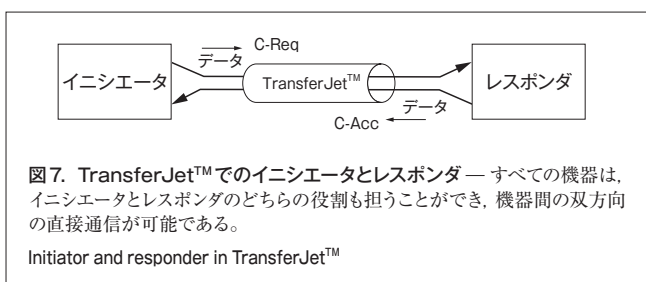 C-Req
データ
イニシエータ
TransferJet™
レスポンダ
データ
C-Acc
図7. TransferJet™でのイニシエータとレスポンダ — すべての機器は,
イニシエータとレスポンダのどちらの役割も担うことができ, 機器間の双方向
の直接通信が可能である。
Initiator and responder in TransferJet™